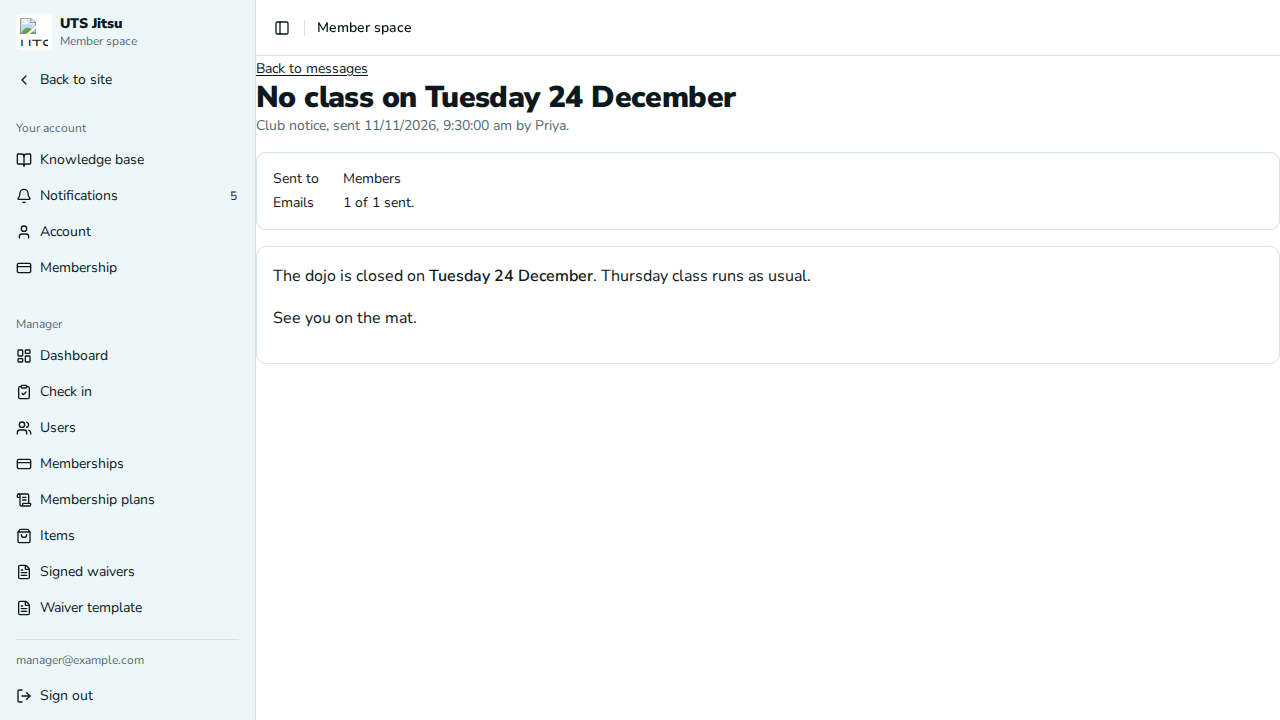 UTS Jitsu
Member space
Back to site
Your account
Knowledge base
Notifications 5
Account
Membership
Manager
Dashboard
Check in
Users
Memberships
Membership plans
Items
Signed waivers
Waiver template
manager@example.com
Sign out
Member space
Back to messages
No class on Tuesday 24 December
Club notice, sent 11/11/2026, 9:30:00 am by Priya.
Sent to Members
Emails 1 of 1 sent.
The dojo is closed on Tuesday 24 December. Thursday class runs as usual.
See you on the mat.